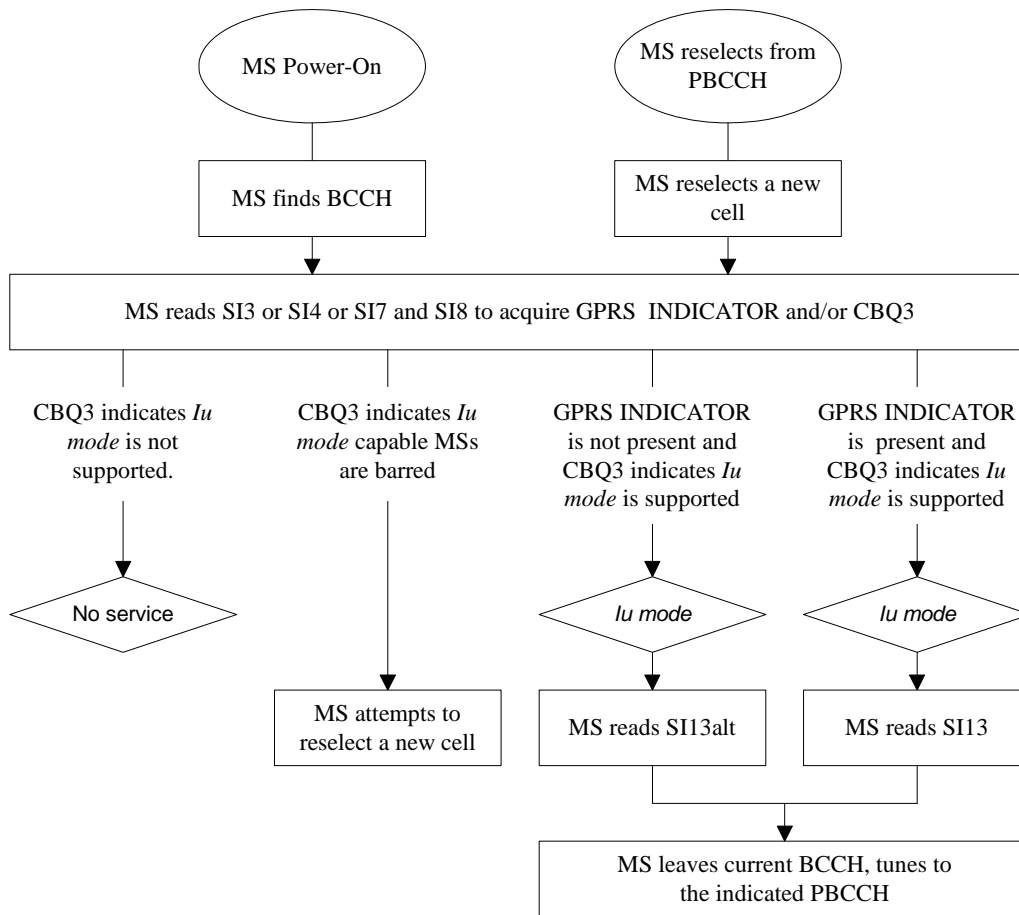 MS Power-On
MS reselects from
PBCCH
MS finds BCCH
MS reselects a new
cell
MS reads SI3 or SI4 or SI7 and SI8 to acquire GPRS  INDICATOR and/or CBQ3
CBQ3 indicates Iu
mode is not
supported.
CBQ3 indicates Iu
mode capable MSs
are barred
GPRS INDICATOR
is not present and
CBQ3 indicates Iu
mode is supported
GPRS INDICATOR
is  present and
CBQ3 indicates Iu
mode is supported
No service
Iu mode
Iu mode
MS attempts to
reselect a new cell
MS reads SI13alt
MS reads SI13
MS leaves current BCCH, tunes to
the indicated PBCCH